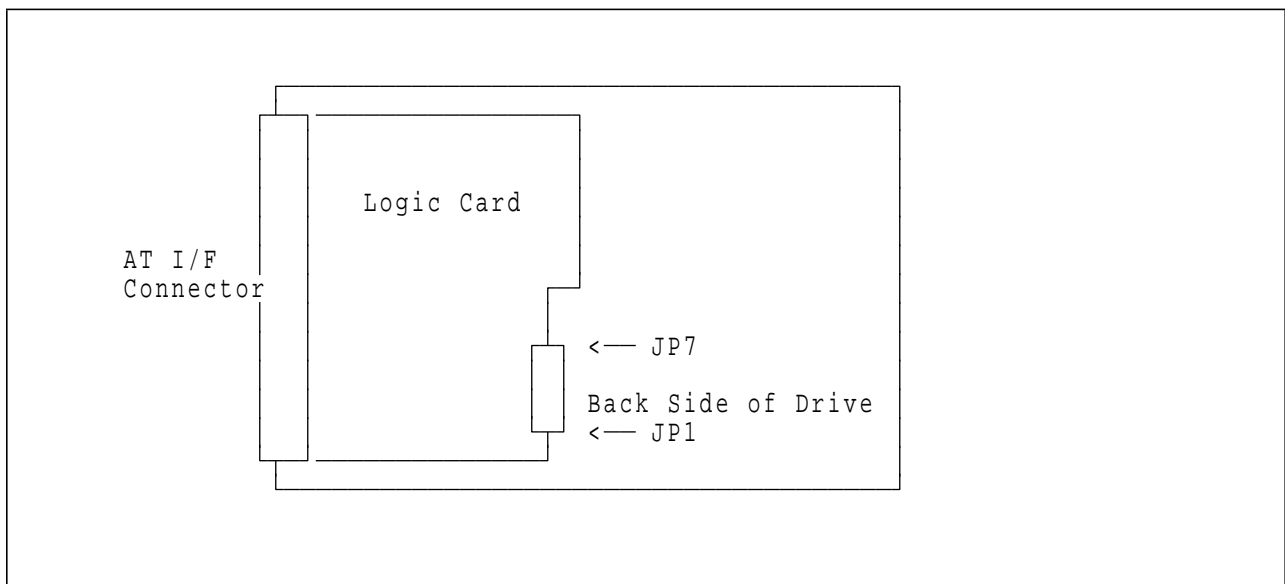 Logic Card
AT I/F
Connector
<── JP7
Back Side of Drive
<── JP1